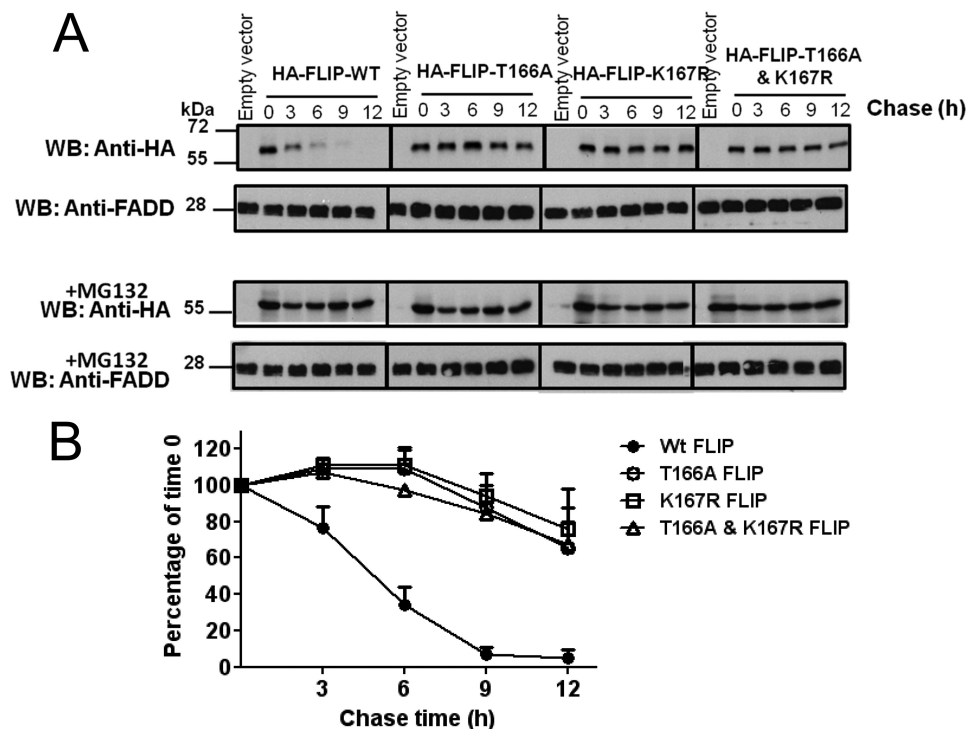 A
Empty vector
HA-FLIP-WT
Empty vector
HA-FLIP-T166A
HA-FLIP-K167R
Empty vector
HA-FLIP-T166A
& K167R
kDa
0 3 6 9 12
0 3 6 9 12
0 3 6 9 12
0 3 6 9 12
Chase (h)
WB: Anti-HA
72
55
WB: Anti-FADD
28
+MG132
WB: Anti-HA
55
+MG132
WB: Anti-FADD
28
B
Percentage of time 0
120
100
80
60
40
20
0
3 6 9 12
Chase time (h)
Wt FLIP
T166A FLIP
K167R FLIP
T166A & K167R FLIP